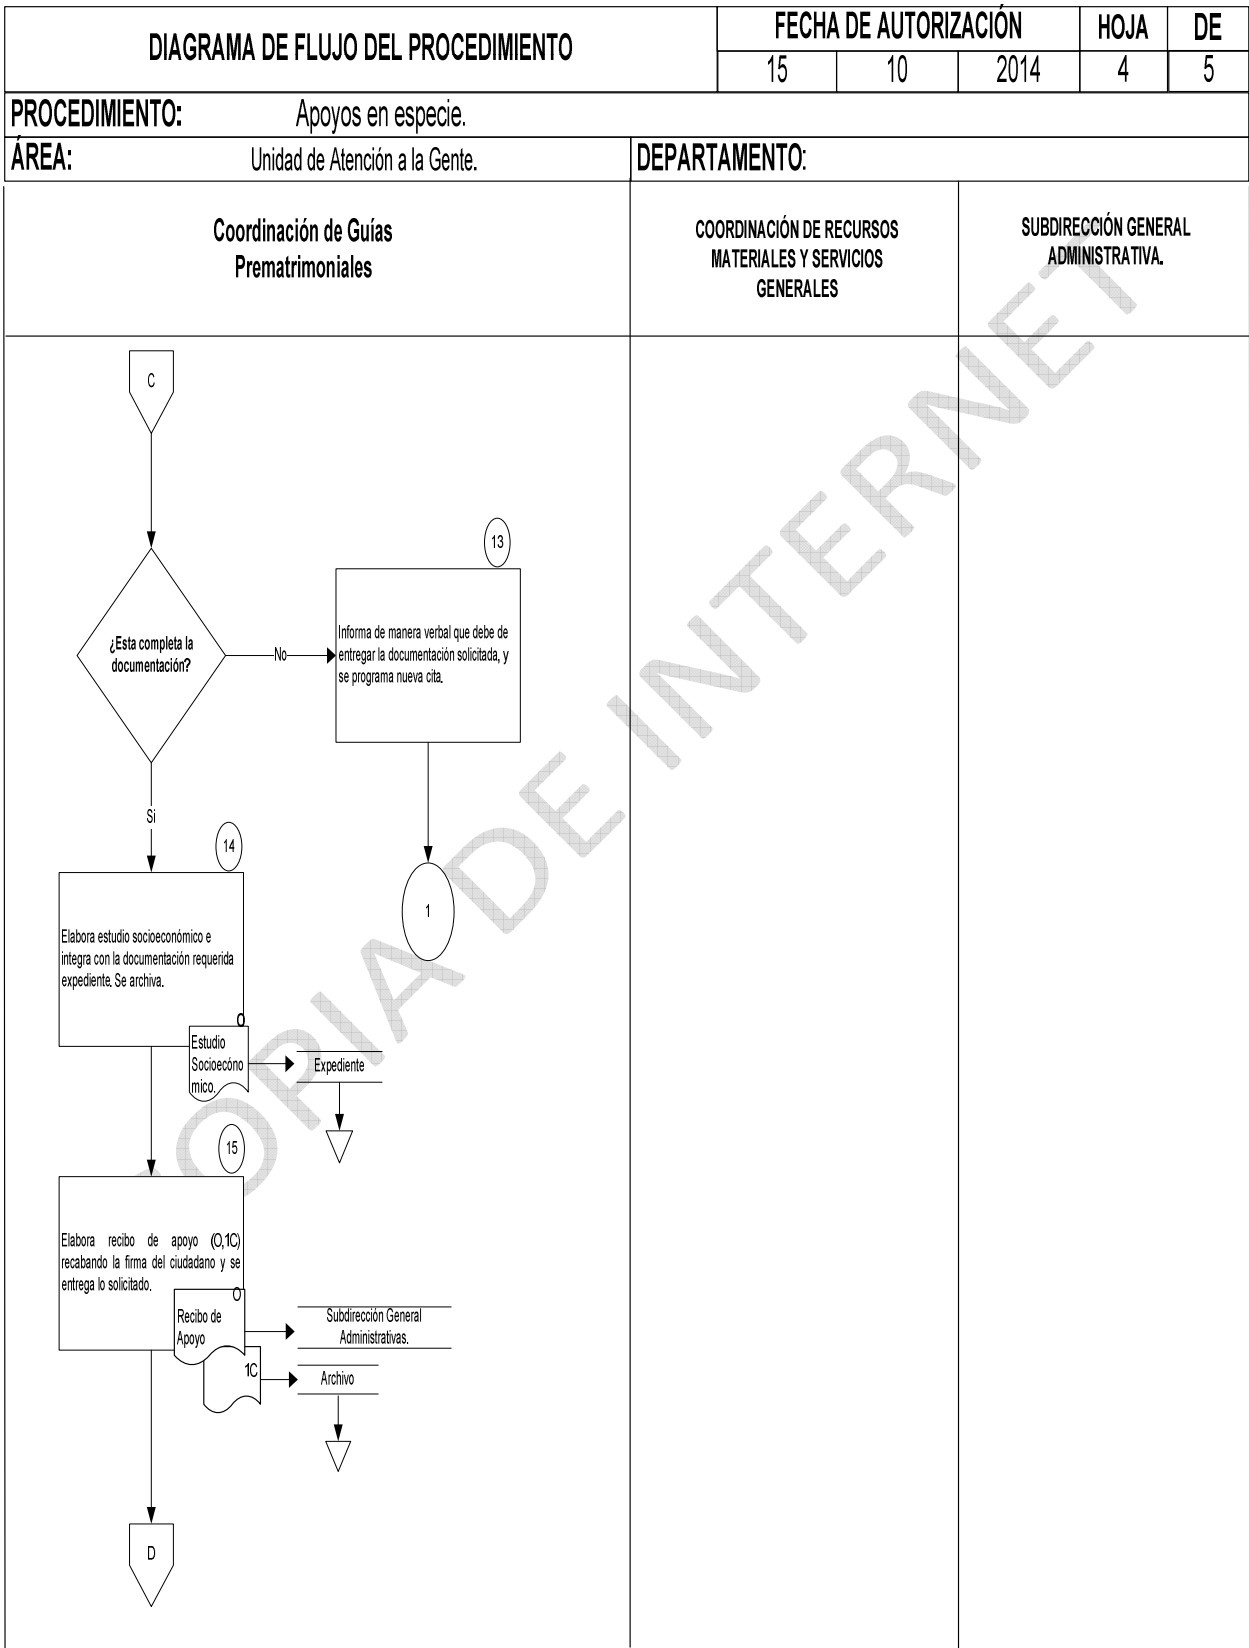 DIAGRAMA DE FLUJO DEL PROCEDIMIENTO
FECHA DE AUTORIZACIÓN
HOJA
DE
15
10
2014
4
5
PROCEDIMIENTO: Apoyos en especie.
ÁREA: Unidad de Atención a la Gente.
DEPARTAMENTO:
Coordinación de Guías
Prematrimoniales
COORDINACIÓN DE RECURSOS
MATERIALES Y SERVICIOS
GENERALES
SUBDIRECCIÓN GENERAL
ADMINISTRATIVA.
C
13
¿Esta completa la
documentación?
No
Informa de manera verbal que debe de
entregar la documentación solicitada, y
se programa nueva cita.
Si
14
1
Elabora estudio socioeconómico e
integra con la documentación requerida
expediente. Se archiva.
O
Estudio
Socioecóno
mico.
Expediente
15
Elabora recibo de apoyo (O,1C)
recabando la firma del ciudadano y se
entrega lo solicitado.
O
Recibo de
Apoyo
Subdirección General
Administrativas.
1C
Archivo
D
COPIA DE INTERNET